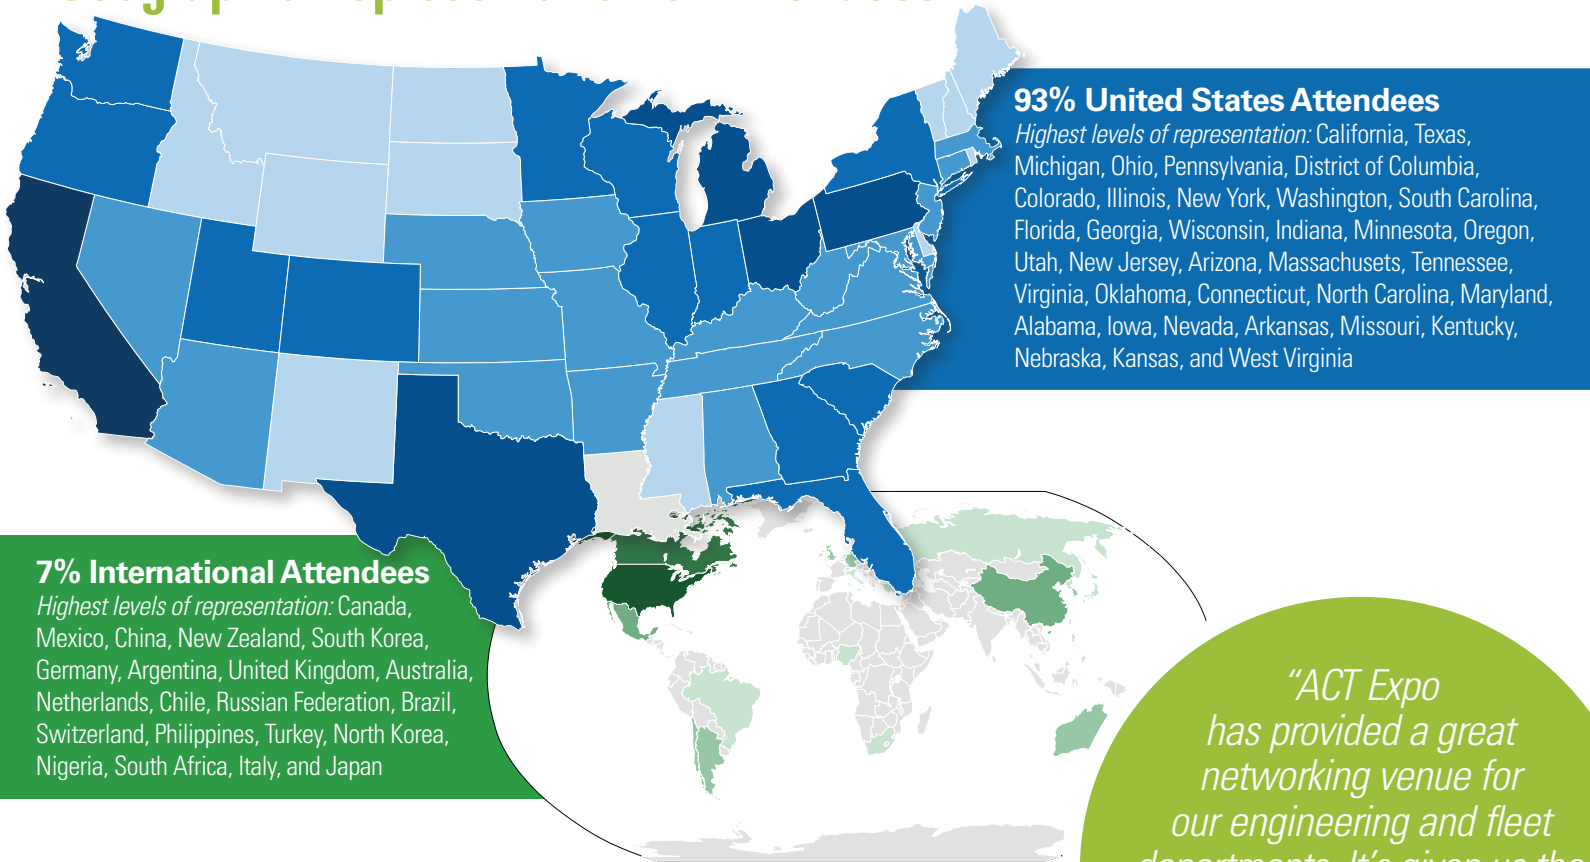 93% United States Attendees
Highest levels of representation: California, Texas,
Michigan, Ohio, Pennsylvania, District of Columbia,
Colorado, Illinois, New York, Washington, South Carolina,
Florida, Georgia, Wisconsin, Indiana, Minnesota, Oregon,
Utah, New Jersey, Arizona, Massachusets, Tennessee,
Virginia, Oklahoma, Connecticut, North Carolina, Maryland,
Alabama, Iowa, Nevada, Arkansas, Missouri, Kentucky,
Nebraska, Kansas, and West Virginia
7% International Attendees
Highest levels of representation: Canada,
Mexico, China, New Zealand, South Korea,
Germany, Argentina, United Kingdom, Australia,
Netherlands, Chile, Russian Federation, Brazil,
Switzerland, Philippines, Turkey, North Korea,
Nigeria, South Africa, Italy, and Japan
“ACT Expo
has provided a great
networking venue for
our engineering and fleet
departments. It’s given us the